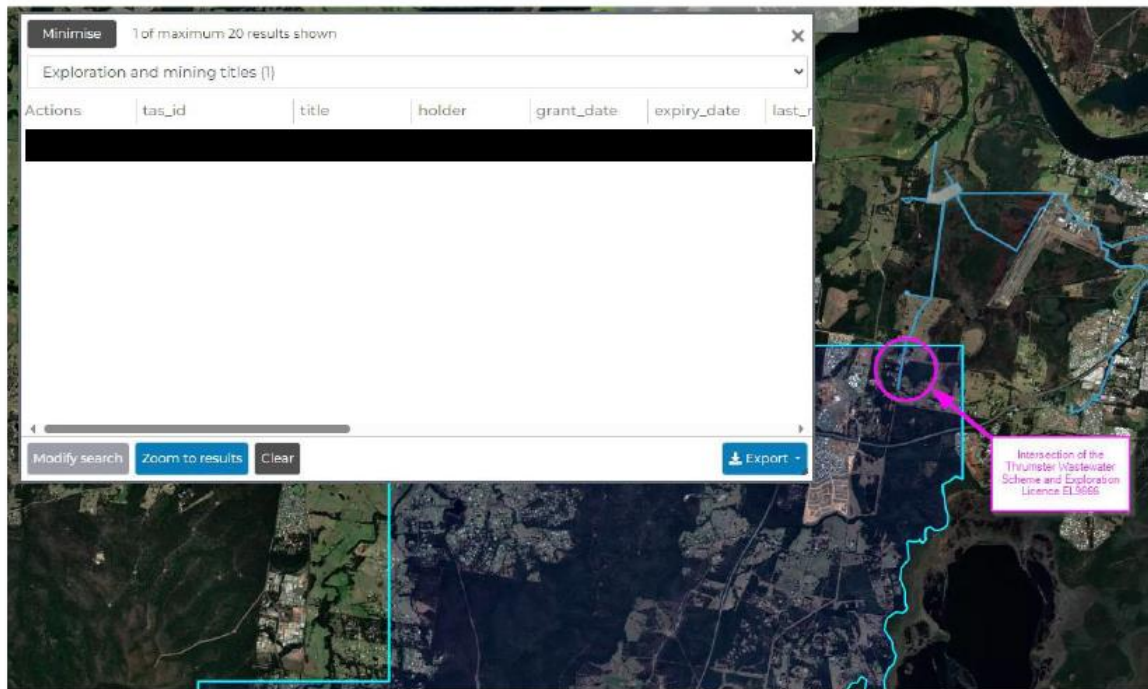 Minimise 1 of maximum 20 results shown
Exploration and mining titles (1)
Actions tas_id title holder grant_date expiry_date last_r
Modify search Zoom to results Clear Export
Intersection of the
Thrumster Wastewater
Scheme and Exploration
Licence EL9666